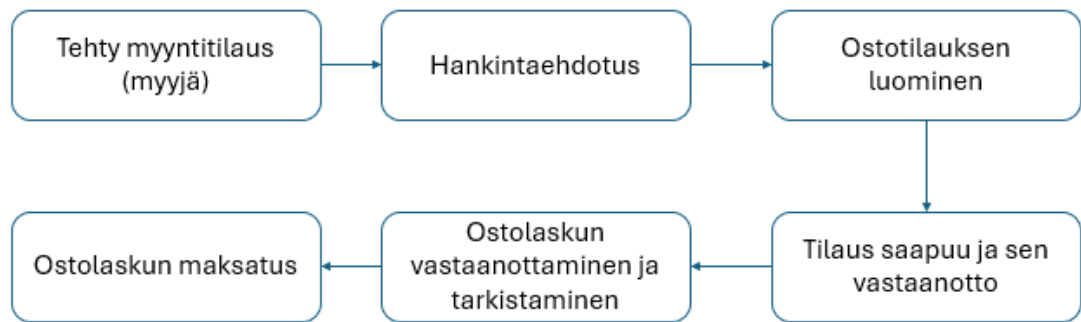 Tehty myyntitilaus
(myyjä)
Hankintaehdotus
Ostotilauksen
luominen
Tilaus saapuu ja sen
vastaanotto
Ostolaskun
vastaanottaminen ja
tarkistaminen
Ostolaskun maksatus